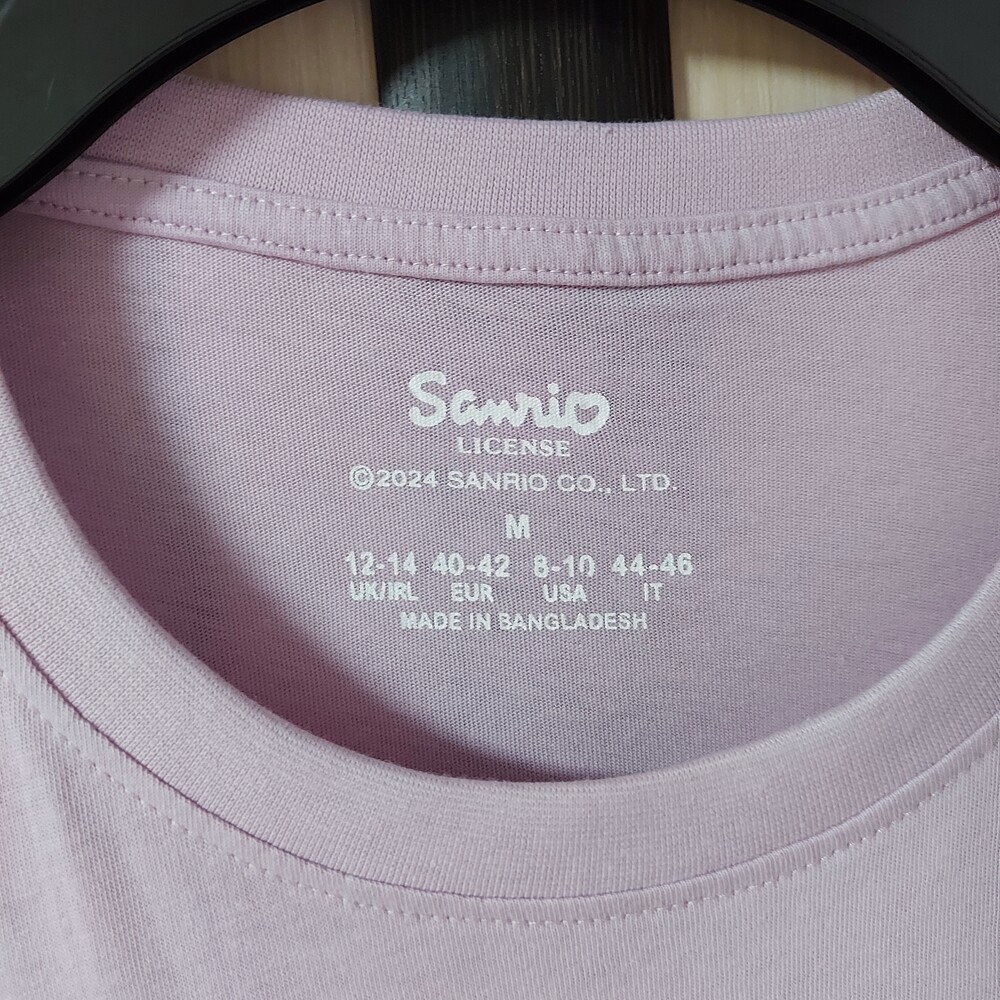 Sanrio
LICENSE
©2024 SANRIO CO., LTD.
M
12-14 40-42 8-10 44-46
UK/IRL EUR USA IT
MADE IN BANGLADESH